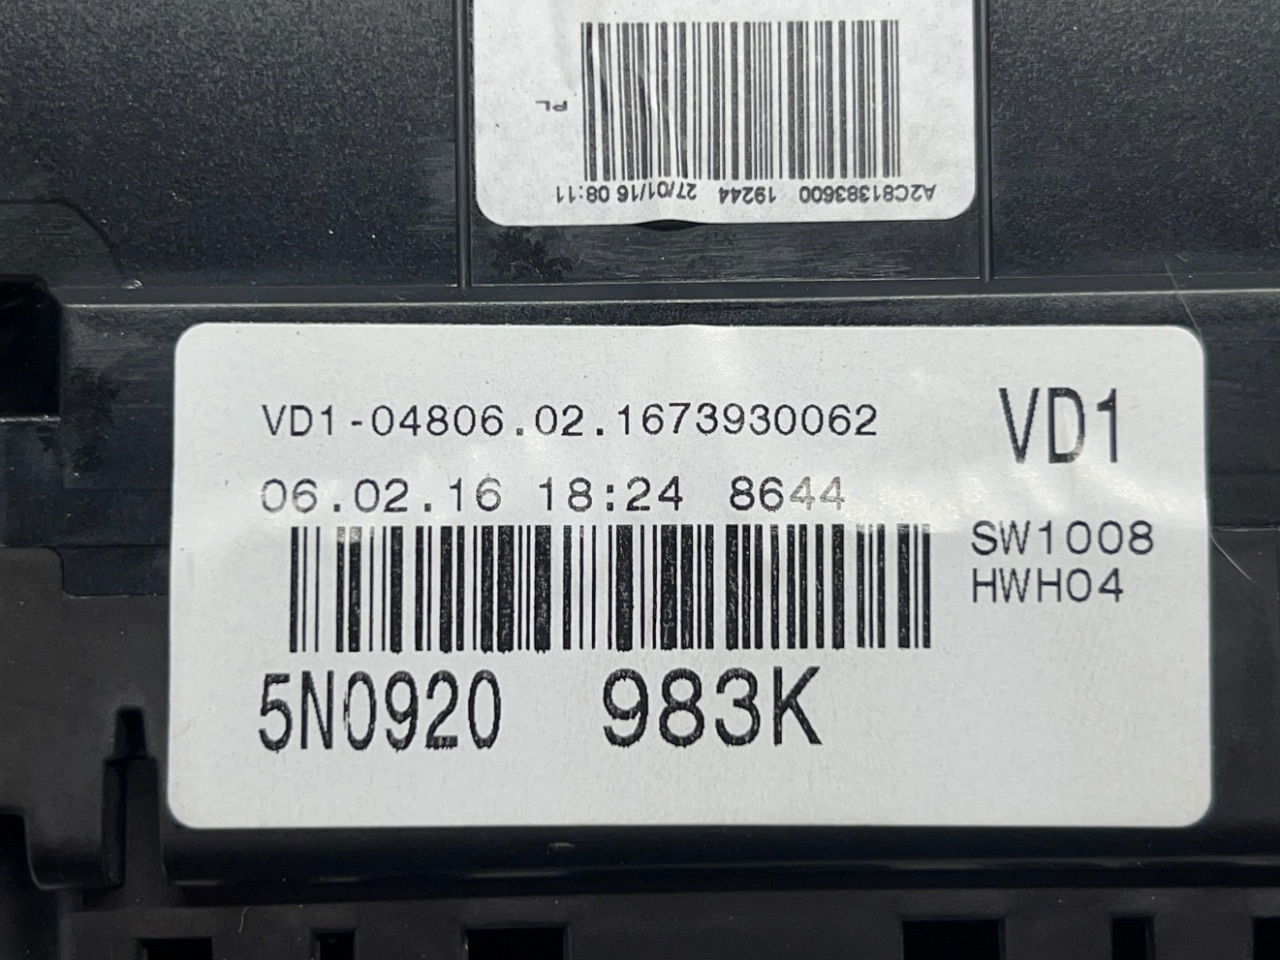 PL
A2C81383600 19244 27/01/16 08:11
VD1-04806.02.1673930062
VD1
06.02.16 18:24 8644
SW1008
HWH04
5N0920 983K